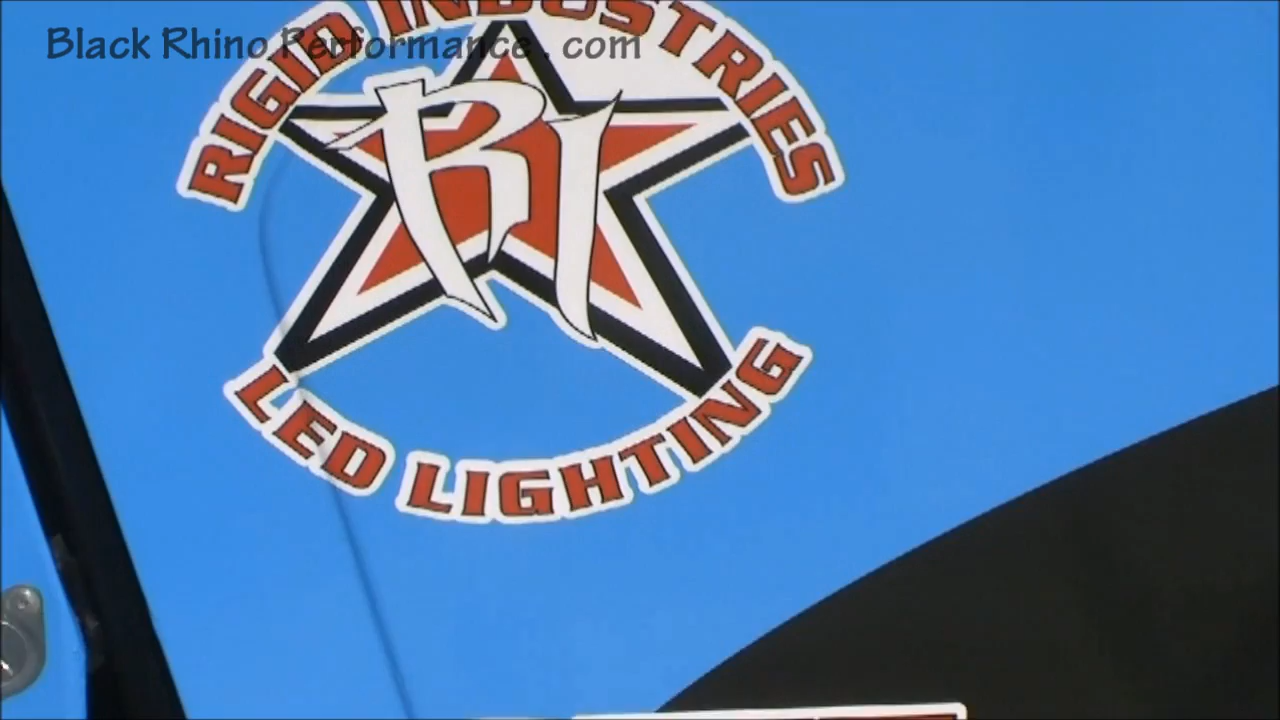 Black Rhino Performance . com
RIGID INDUSTRIES
RI
LED LIGHTING